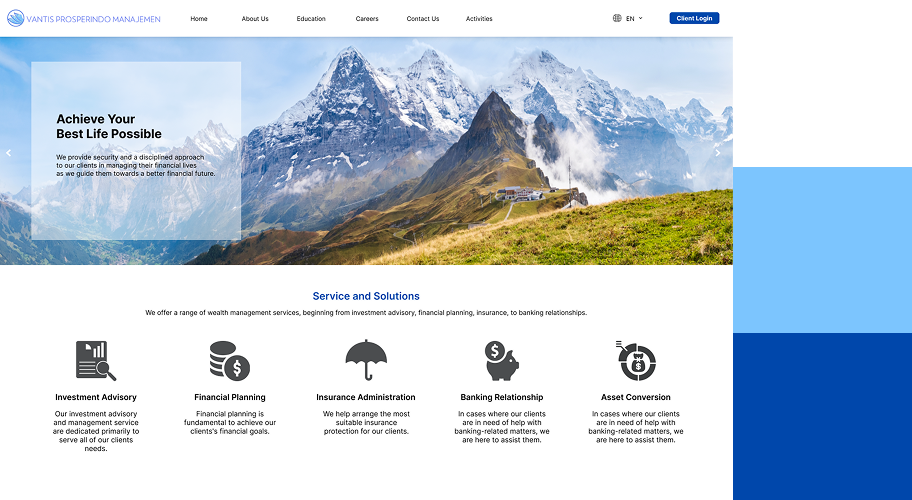 VANTIS PROSPERINDO MANAJEMEN
Home
About Us
Education
Careers
Contact Us
Activities
EN
Client Login
Achieve Your
Best Life Possible
We provide security and a disciplined approach
to our clients in managing their financial lives
as we guide them towards a better financial future.
Service and Solutions
We offer a range of wealth management services, beginning from investment advisory, financial planning, insurance, to banking relationships.
Investment Advisory
Our investment advisory
and management service
are dedicated primarily to
serve all of our clients
needs.
Financial Planning
Financial planning is
fundamental to achieve our
clients's financial goals.
Insurance Administration
We help arrange the most
suitable insurance
protection for our clients.
Banking Relationship
In cases where our clients
are in need of help with
banking-related matters, we
are here to assist them.
Asset Conversion
In cases where our clients
are in need of help with
banking-related matters, we
are here to assist them.